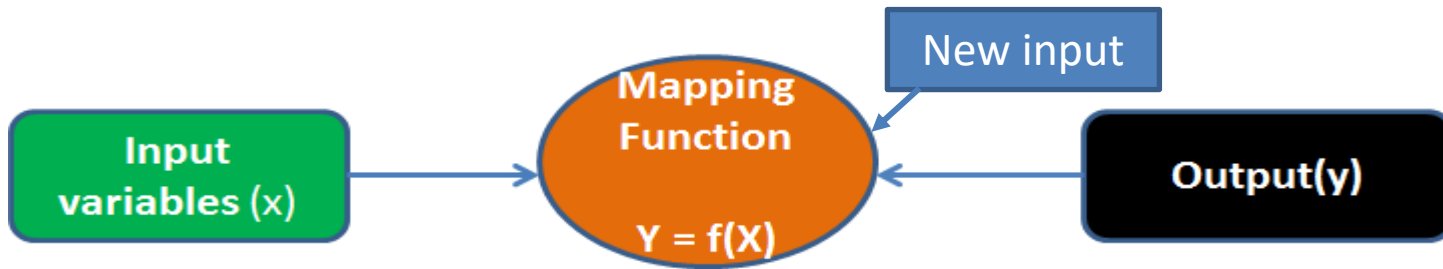 Input
variables (x)
Mapping
Function
Y = f(X)
New input
Output(y)